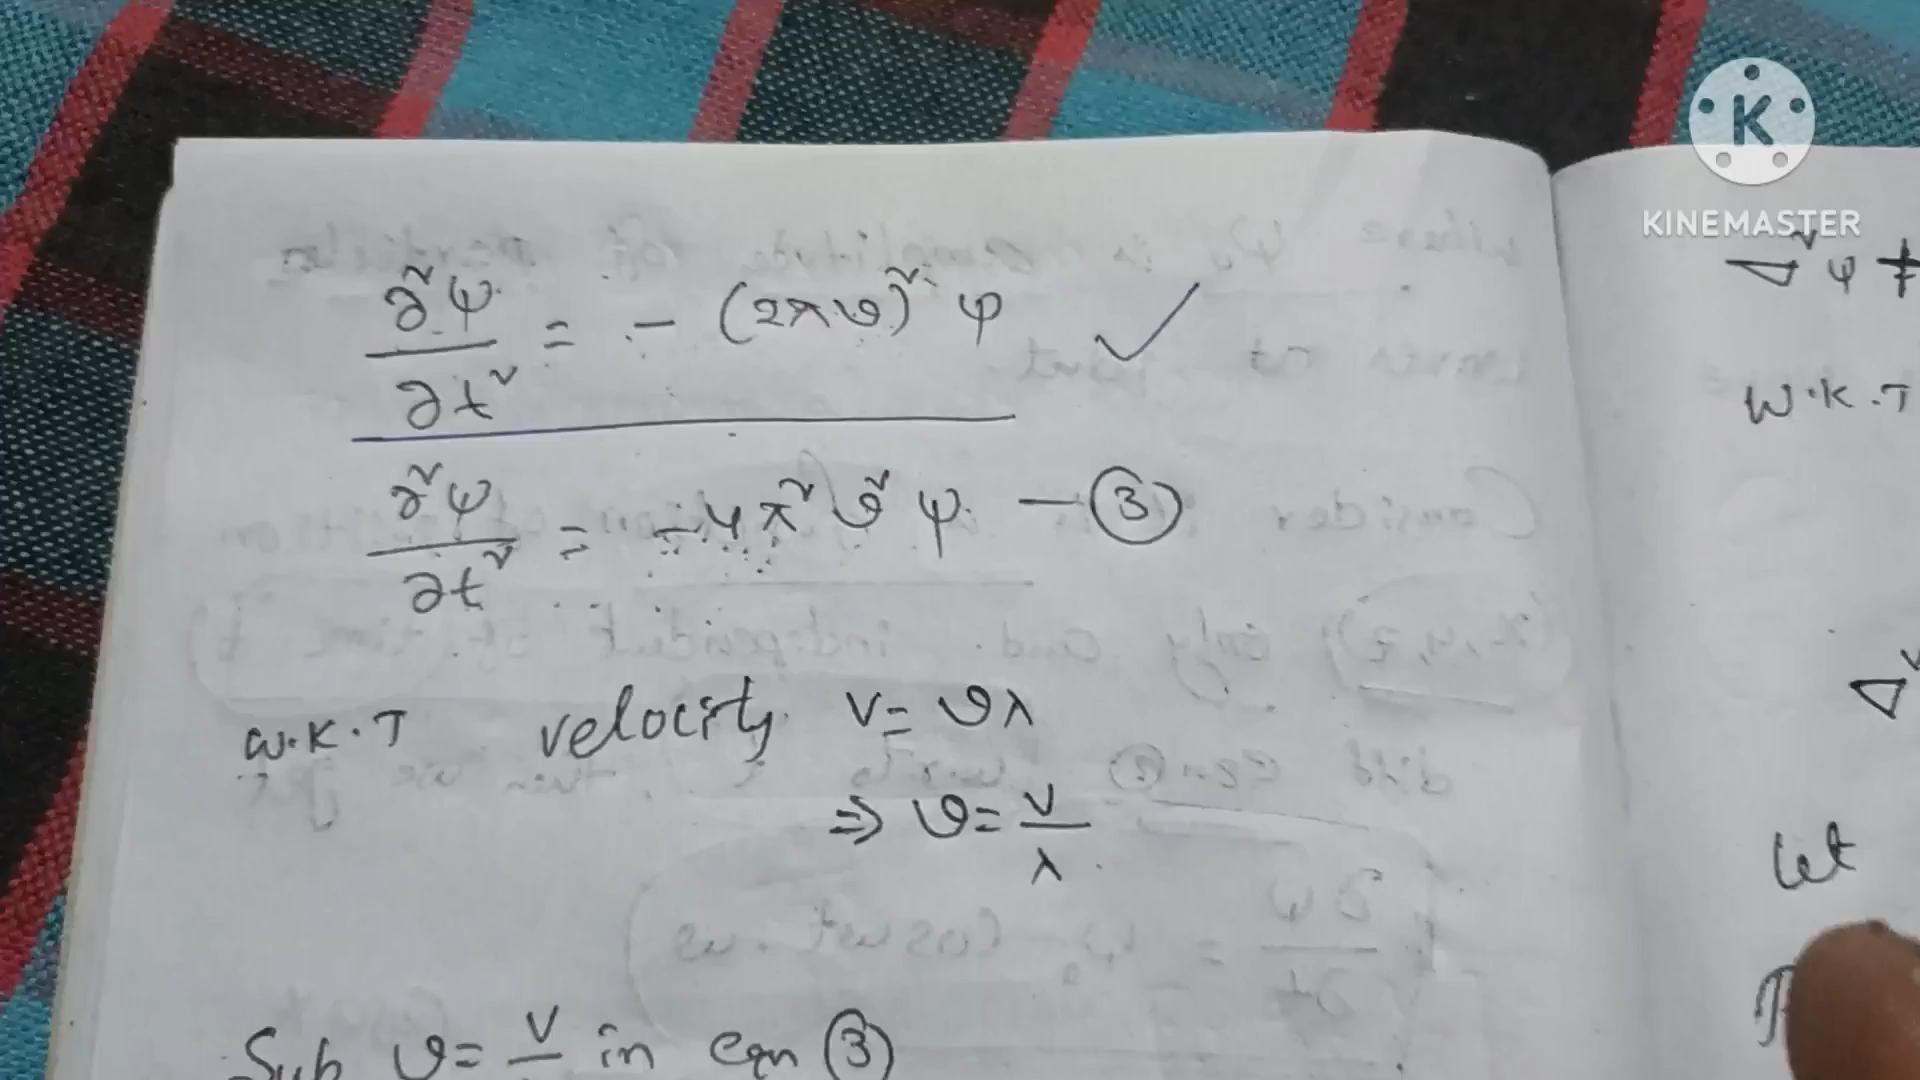 ∂²ψ/∂t² = - (2πϑ)² ψ ✓
∂²ψ/∂t² = -4π²ϑ² ψ — ③
W.K.T velocity V = ϑλ
⇒ ϑ = V/λ
Sub ϑ = V/ in eqn ③
KINEMASTER
∇²ψ +
W.K.T
∇²
let